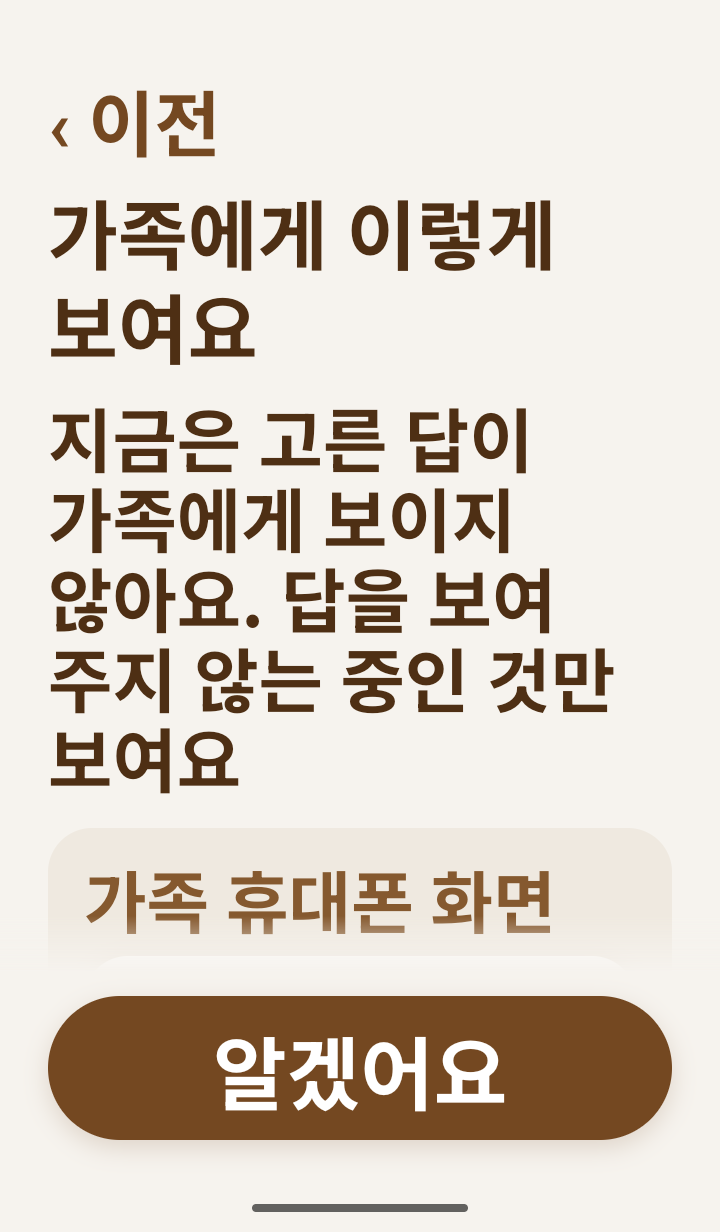 ‹ 이전
가족에게 이렇게
보여요
지금은 고른 답이
가족에게 보이지
않아요. 답을 보여
주지 않는 중인 것만
보여요
가족 휴대폰 화면
알겠어요